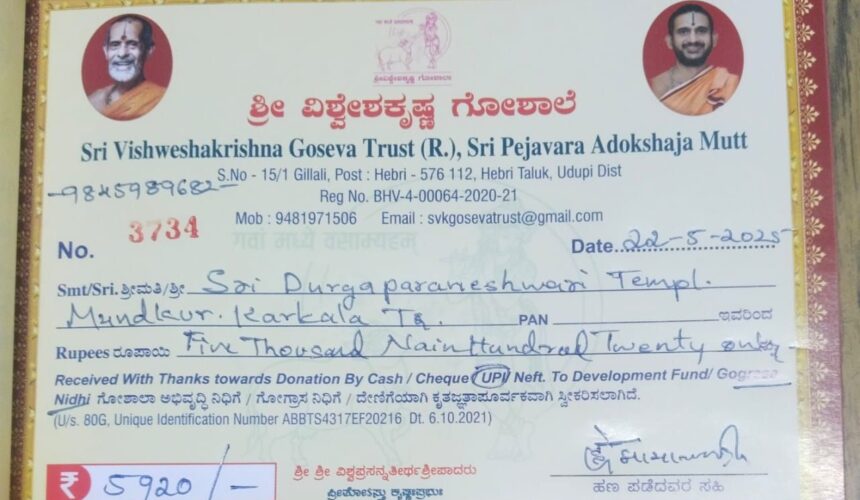 ಶ್ರೀವಿಶ್ವೇಶಕೃಷ್ಣ ಗೋಶಾಲಾ
ಶ್ರೀ ವಿಶ್ವೇಶಕೃಷ್ಣ ಗೋಶಾಲೆ
Sri Vishweshakrishna Goseva Trust (R.), Sri Pejavara Adokshaja Mutt
S.No - 15/1 Gillali, Post : Hebri - 576 112, Hebri Taluk, Udupi Dist
-9845989682-
Reg No. BHV-4-00064-2020-21
Mob : 9481971506 Email : svkgosevatrust@gmail.com
गवां मध्ये वसाम्यहम्
No. 3734 Date. 22-5-2025
Smt/Sri. ಶ್ರೀಮತಿ/ಶ್ರೀ Sri Durgaparameshwari Templ.
Mundkur. Karkala Tq. PAN ಇವರಿಂದ
Rupees ರೂಪಾಯಿ Five Thousand Nain Hundred Twenty only
Received With Thanks towards Donation By Cash / Cheque UPI Neft. To Development Fund/ Gograsa
Nidhi ಗೋಶಾಲಾ ಅಭಿವೃದ್ಧಿ ನಿಧಿಗೆ / ಗೋಗ್ರಾಸ ನಿಧಿಗೆ / ದೇಣಿಗೆಯಾಗಿ ಕೃತಜ್ಞತಾಪೂರ್ವಕವಾಗಿ ಸ್ವೀಕರಿಸಲಾಗಿದೆ.
(U/s. 80G, Unique Identification Number ABBTS4317EF20216 Dt. 6.10.2021)
₹ 5920/-
ಶ್ರೀ ಶ್ರೀ ವಿಶ್ವಪ್ರಸನ್ನತೀರ್ಥಶ್ರೀಪಾದರು
ಹಣ ಪಡೆದವರ ಸಹಿ